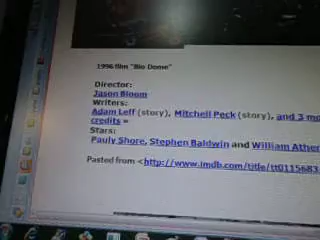 1996 film "Bio Dome"
Director:
Jason Bloom
Writers:
Adam Leff (story), Mitchell Peck (story), and 3 mo
credits »
Stars:
Pauly Shore, Stephen Baldwin and William Ather
Pasted from <http://www.imdb.com/title/tt0115683